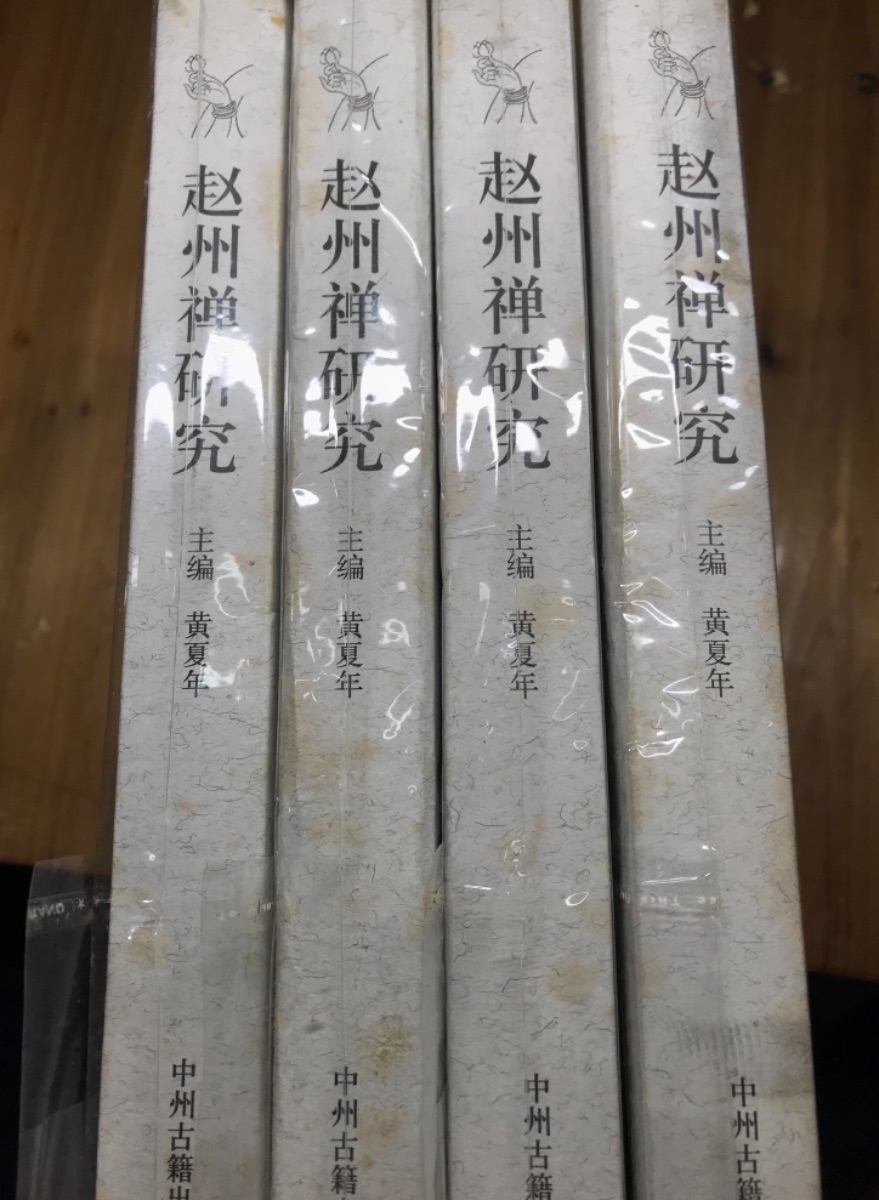 赵州禅研究
主编 黄夏年
中州古籍出
赵州禅研究
主编 黄夏年
中州古籍
赵州禅研究
主编 黄夏年
中州古籍
赵州禅研究
主编 黄夏年
中州古籍